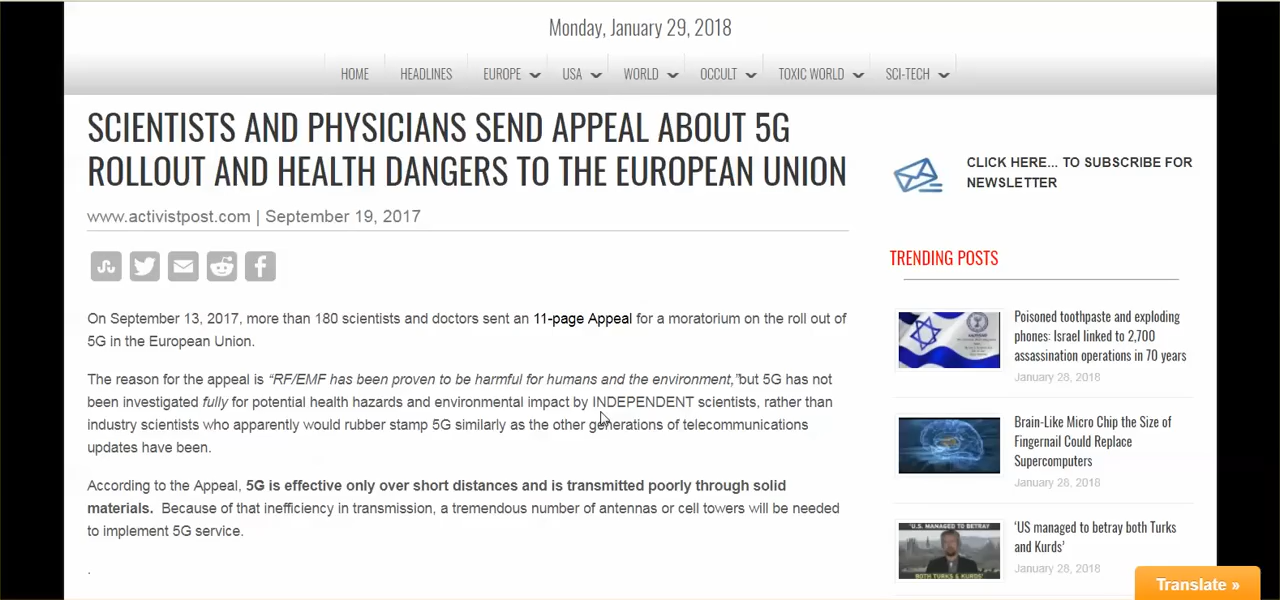 Monday, January 29, 2018
HOME HEADLINES EUROPE USA WORLD OCCULT TOXIC WORLD SCI-TECH
SCIENTISTS AND PHYSICIANS SEND APPEAL ABOUT 5G
ROLLOUT AND HEALTH DANGERS TO THE EUROPEAN UNION
www.activistpost.com | September 19, 2017
On September 13, 2017, more than 180 scientists and doctors sent an 11-page Appeal for a moratorium on the roll out of
5G in the European Union.
The reason for the appeal is “RF/EMF has been proven to be harmful for humans and the environment,”but 5G has not
been investigated fully for potential health hazards and environmental impact by INDEPENDENT scientists, rather than
industry scientists who apparently would rubber stamp 5G similarly as the other generations of telecommunications
updates have been.
According to the Appeal, 5G is effective only over short distances and is transmitted poorly through solid
materials. Because of that inefficiency in transmission, a tremendous number of antennas or cell towers will be needed
to implement 5G service.
.
CLICK HERE... TO SUBSCRIBE FOR
NEWSLETTER
TRENDING POSTS
Poisoned toothpaste and exploding
phones: Israel linked to 2,700
assassination operations in 70 years
January 28, 2018
Brain-Like Micro Chip the Size of
Fingernail Could Replace
Supercomputers
January 28, 2018
'U.S. MANAGED TO BETRAY
BOTH TURKS & KURDS'
‘US managed to betray both Turks
and Kurds’
January 28, 2018
Translate »